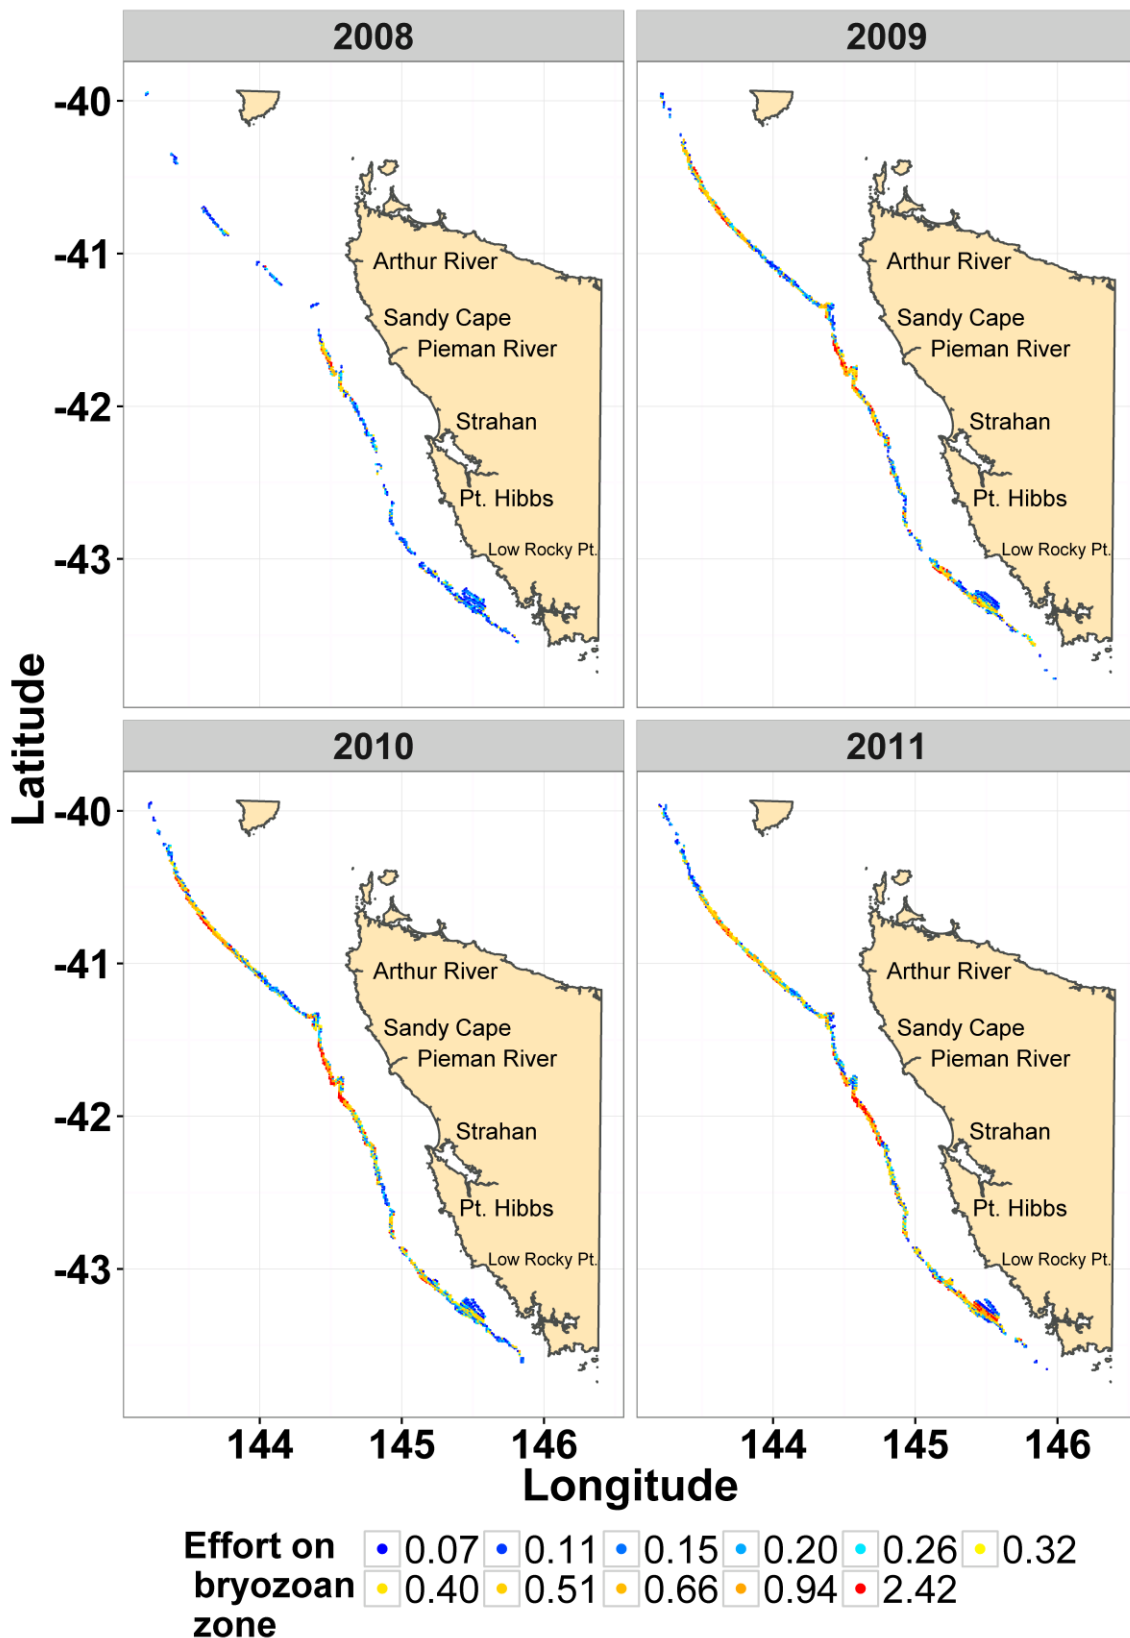 2008
2009
-40
-41
-42
-43
Arthur River
Sandy Cape
Pieman River
Strahan
Pt. Hibbs
Low Rocky Pt.
Arthur River
Sandy Cape
Pieman River
Strahan
Pt. Hibbs
Low Rocky Pt.
Latitude
2010
2011
-40
-41
-42
-43
Arthur River
Sandy Cape
Pieman River
Strahan
Pt. Hibbs
Low Rocky Pt.
Arthur River
Sandy Cape
Pieman River
Strahan
Pt. Hibbs
Low Rocky Pt.
144 145 146
144 145 146
Longitude
Effort on
bryozoan
zone
0.07 0.11 0.15 0.20 0.26 0.32
0.40 0.51 0.66 0.94 2.42